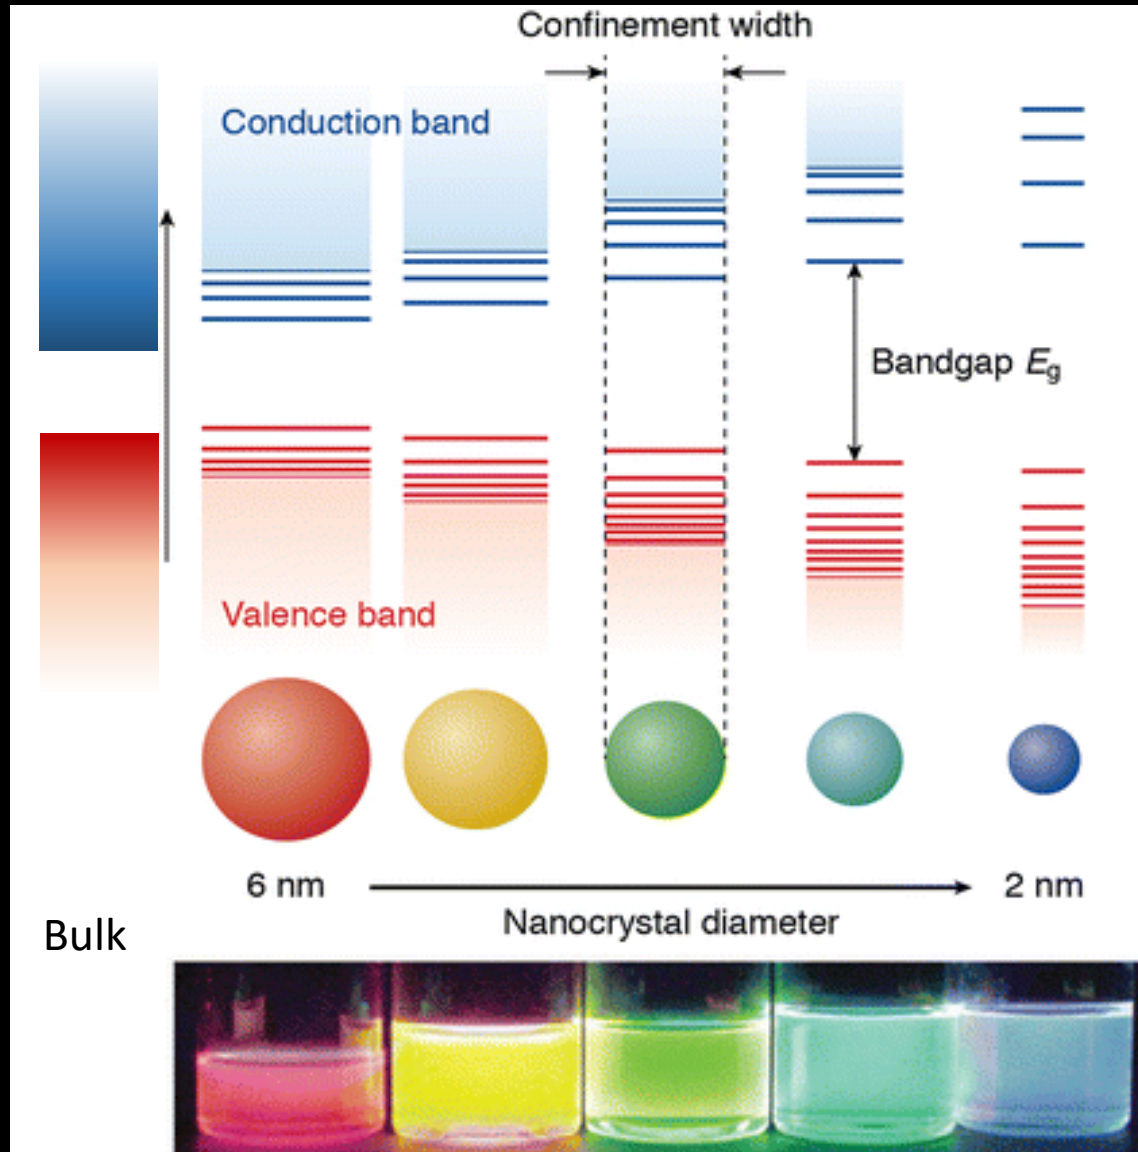 Confinement width
Conduction band
Bandgap Eg
Valence band
6 nm
2 nm
Nanocrystal diameter
Bulk